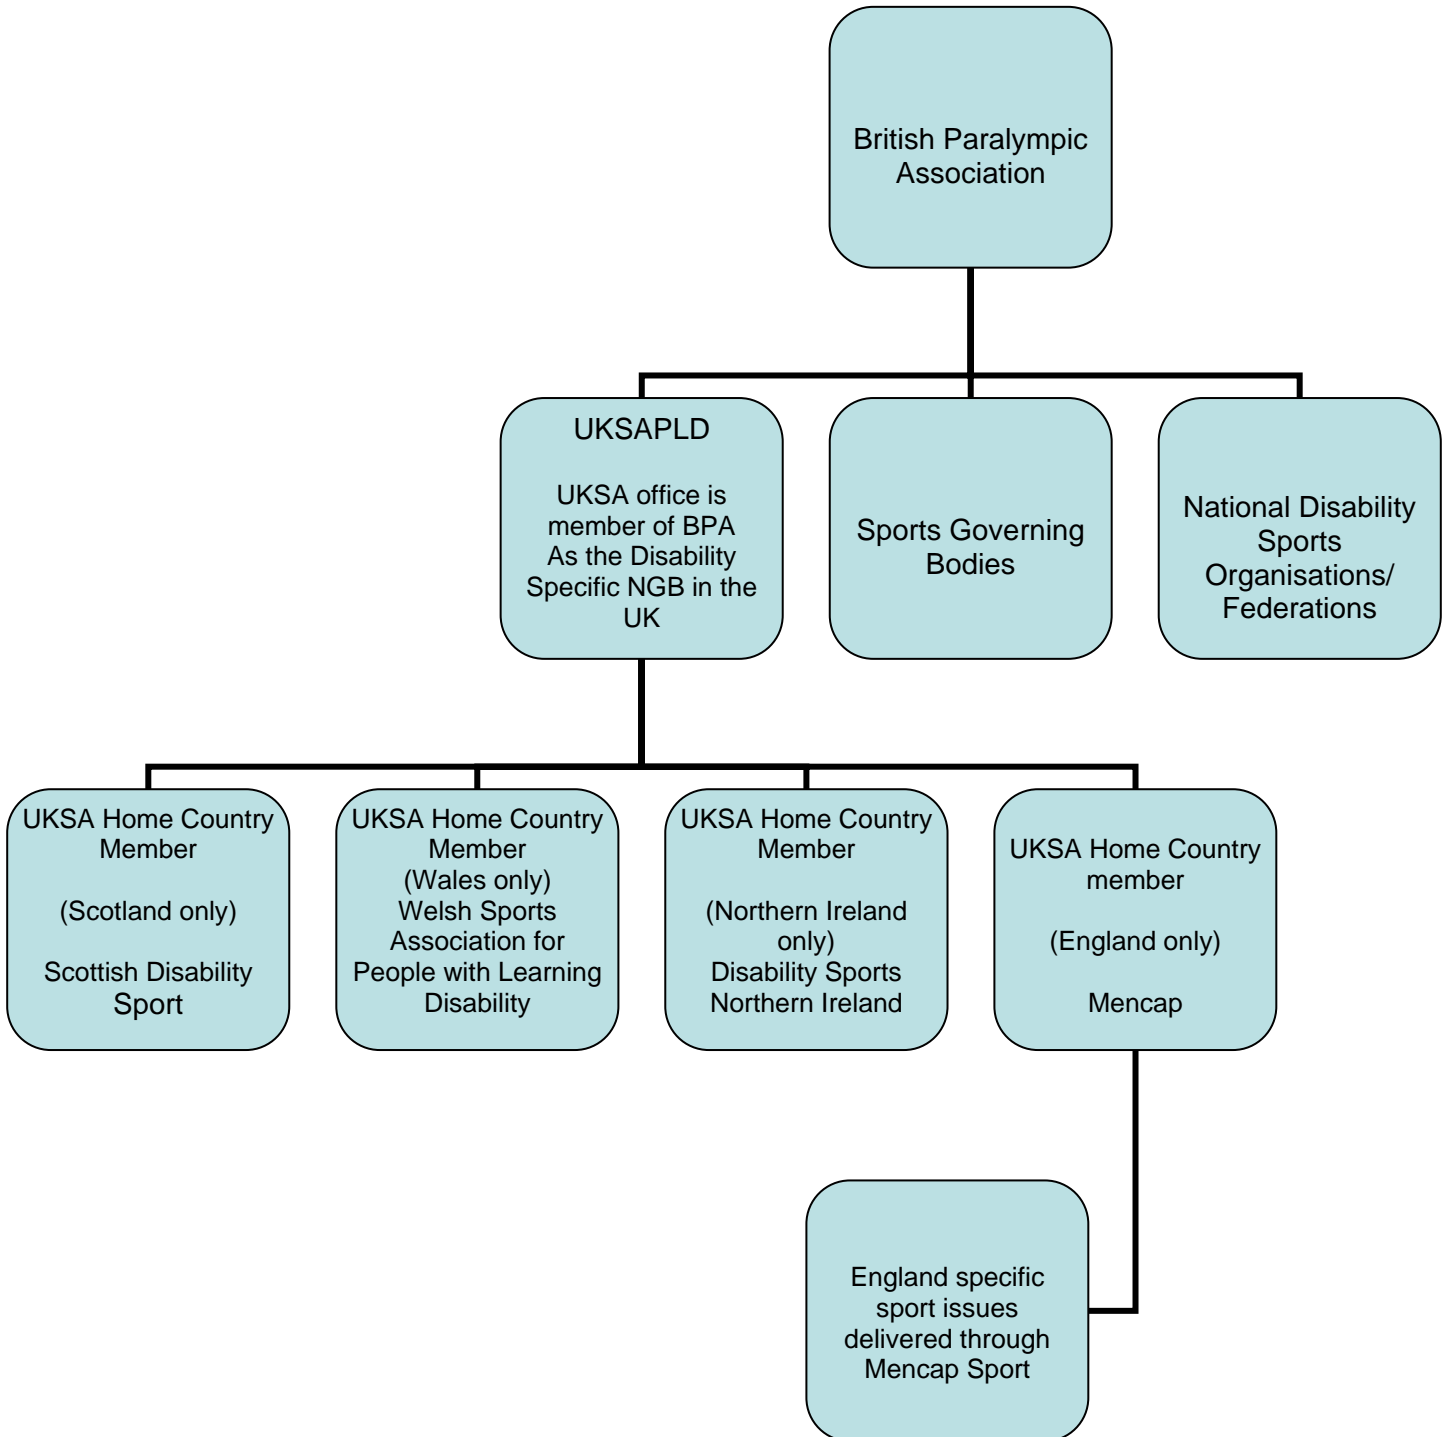 British Paralympic
Association
UKSAPLD
UKSA office is
member of BPA
As the Disability
Specific NGB in the
UK
Sports Governing
Bodies
National Disability
Sports
Organisations/
Federations
UKSA Home Country
Member
(Scotland only)
Scottish Disability
Sport
UKSA Home Country
Member
(Wales only)
Welsh Sports
Association for
People with Learning
Disability
UKSA Home Country
Member
(Northern Ireland
only)
Disability Sports
Northern Ireland
UKSA Home Country
member
(England only)
Mencap
England specific
sport issues
delivered through
Mencap Sport